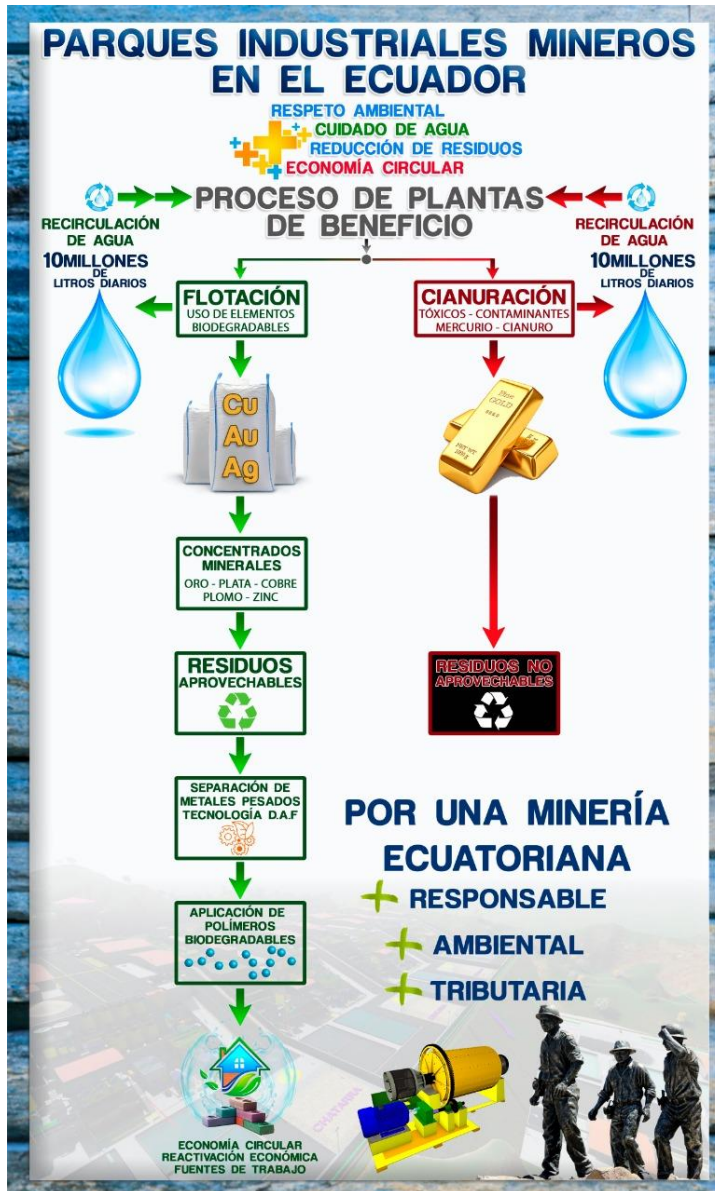 PARQUES INDUSTRIALES MINEROS
EN EL ECUADOR
RESPETO AMBIENTAL
CUIDADO DE AGUA
REDUCCIÓN DE RESIDUOS
ECONOMÍA CIRCULAR
PROCESO DE PLANTAS
DE BENEFICIO
RECIRCULACIÓN
DE AGUA
10MILLONES
DE
LITROS DIARIOS
RECIRCULACIÓN
DE AGUA
10MILLONES
DE
LITROS DIARIOS
FLOTACIÓN
USO DE ELEMENTOS
BIODEGRADABLES
CIANURACIÓN
TÓXICOS - CONTAMINANTES
MERCURIO - CIANURO
Cu
Au
Ag
GOLD
CONCENTRADOS
MINERALES
ORO - PLATA - COBRE
PLOMO - ZINC
RESIDUOS
APROVECHABLES
RESIDUOS NO
APROVECHABLES
SEPARACIÓN DE
METALES PESADOS
TECNOLOGÍA D.A.F
APLICACIÓN DE
POLÍMEROS
BIODEGRADABLES
ECONOMÍA CIRCULAR
REACTIVACIÓN ECONÓMICA
FUENTES DE TRABAJO
POR UNA MINERÍA
ECUATORIANA
+ RESPONSABLE
+ AMBIENTAL
+ TRIBUTARIA
CHATARRA